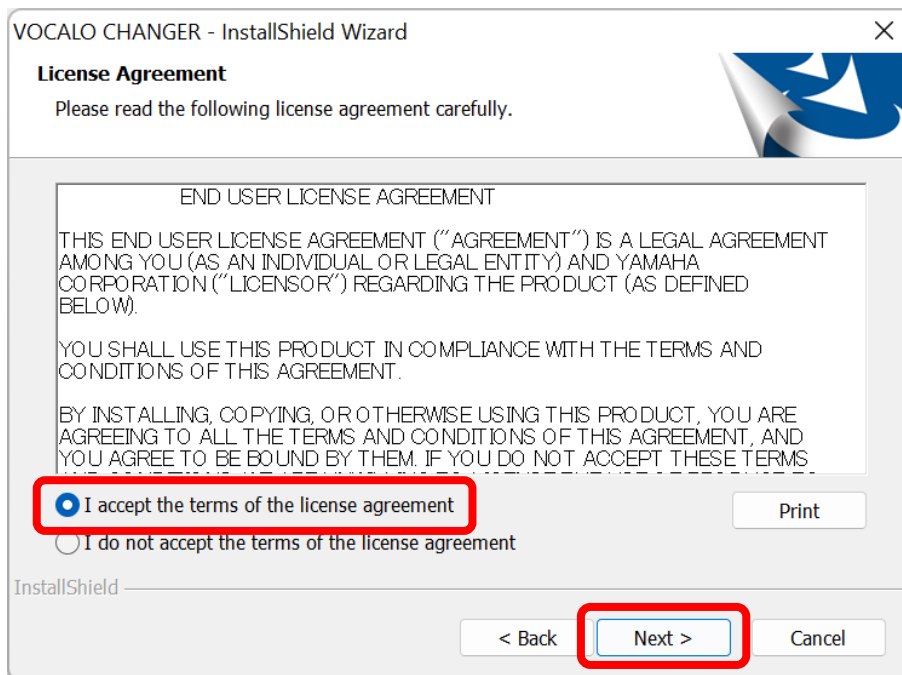 VOCALO CHANGER - InstallShield Wizard
License Agreement
Please read the following license agreement carefully.
END USER LICENSE AGREEMENT
THIS END USER LICENSE AGREEMENT ("AGREEMENT") IS A LEGAL AGREEMENT
AMONG YOU (AS AN INDIVIDUAL OR LEGAL ENTITY) AND YAMAHA
CORPORATION ("LICENSOR") REGARDING THE PRODUCT (AS DEFINED
BELOW).
YOU SHALL USE THIS PRODUCT IN COMPLIANCE WITH THE TERMS AND
CONDITIONS OF THIS AGREEMENT.
BY INSTALLING, COPYING, OR OTHERWISE USING THIS PRODUCT, YOU ARE
AGREEING TO ALL THE TERMS AND CONDITIONS OF THIS AGREEMENT, AND
YOU AGREE TO BE BOUND BY THEM. IF YOU DO NOT ACCEPT THESE TERMS
I accept the terms of the license agreement
Print
I do not accept the terms of the license agreement
InstallShield
< Back
Next >
Cancel